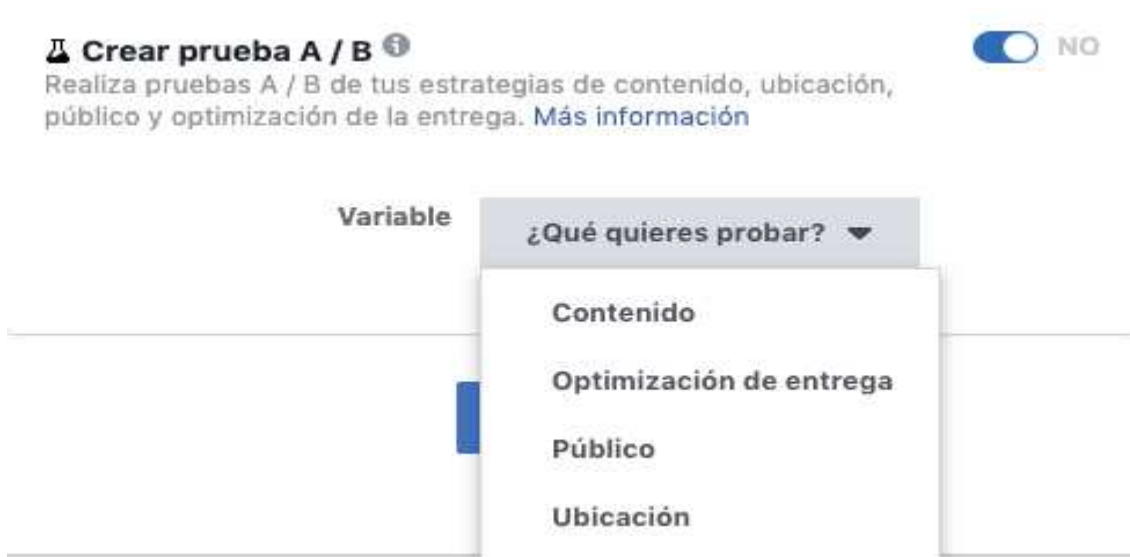 Crear prueba A / B
NO
Realiza pruebas A / B de tus estrategias de contenido, ubicación,
público y optimización de la entrega. Más información
Variable
¿Qué quieres probar?
Contenido
Optimización de entrega
Público
Ubicación